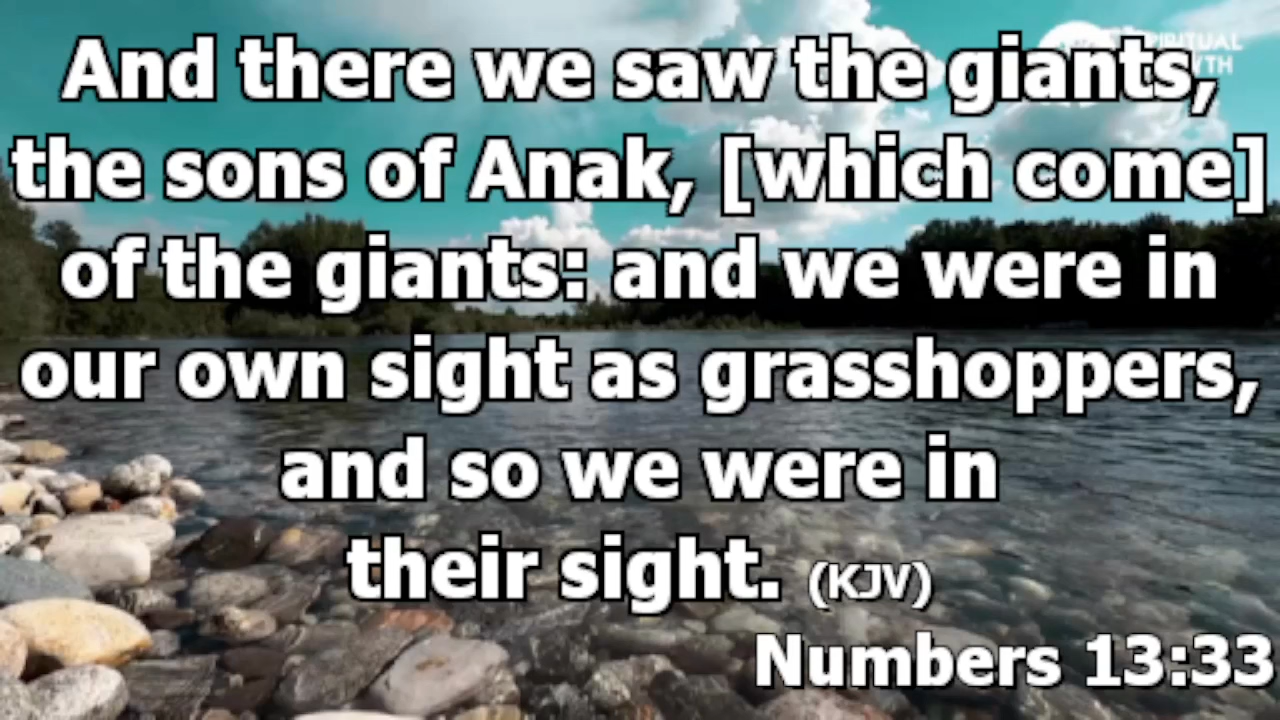 And there we saw the giants,
the sons of Anak, [which come]
of the giants: and we were in
our own sight as grasshoppers,
and so we were in
their sight. (KJV)
Numbers 13:33